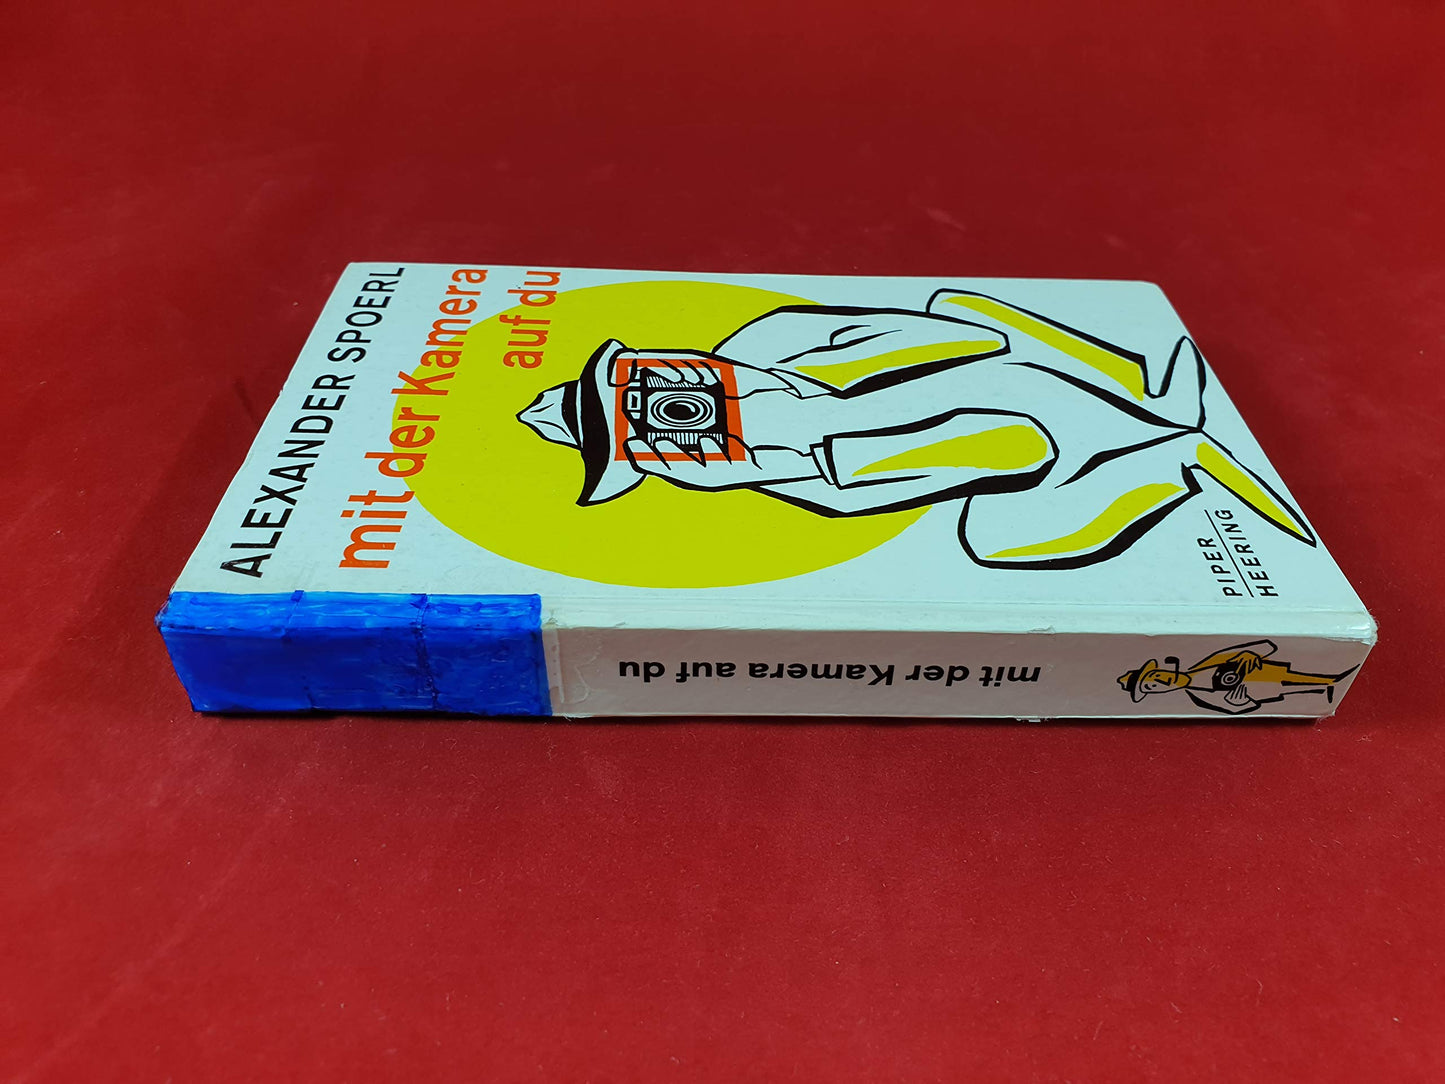 ALEXANDER SPOERL
mit der Kamera
auf du
PIPER
HEERING
mit der Kamera auf du